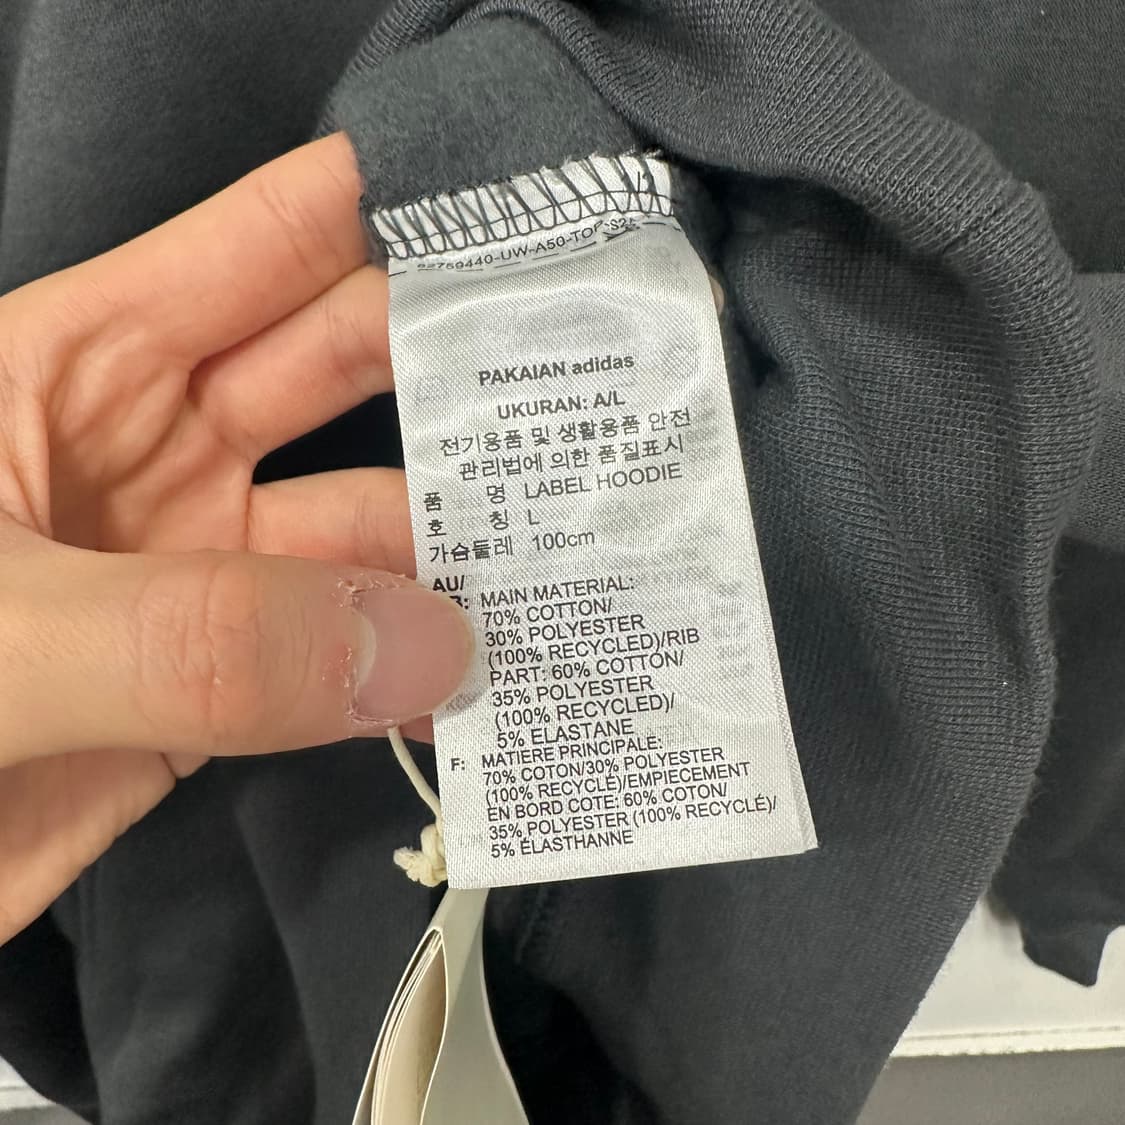 PAKAIAN adidas
UKURAN: A/L
전기용품 및 생활용품 안전
관리법에 의한 품질표시
품 명 LABEL HOODIE
호 칭 L
가슴둘레 100cm
AU/
MAIN MATERIAL:
70% COTTON/
30% POLYESTER
(100% RECYCLED)/RIB
PART: 60% COTTON/
35% POLYESTER
(100% RECYCLED)/
5% ELASTANE
F: MATIERE PRINCIPALE:
70% COTON/30% POLYESTER
(100% RECYCLÉ)/EMPIECEMENT
EN BORD COTE: 60% COTON/
35% POLYESTER (100% RECYCLÉ)/
5% ÉLASTHANNE